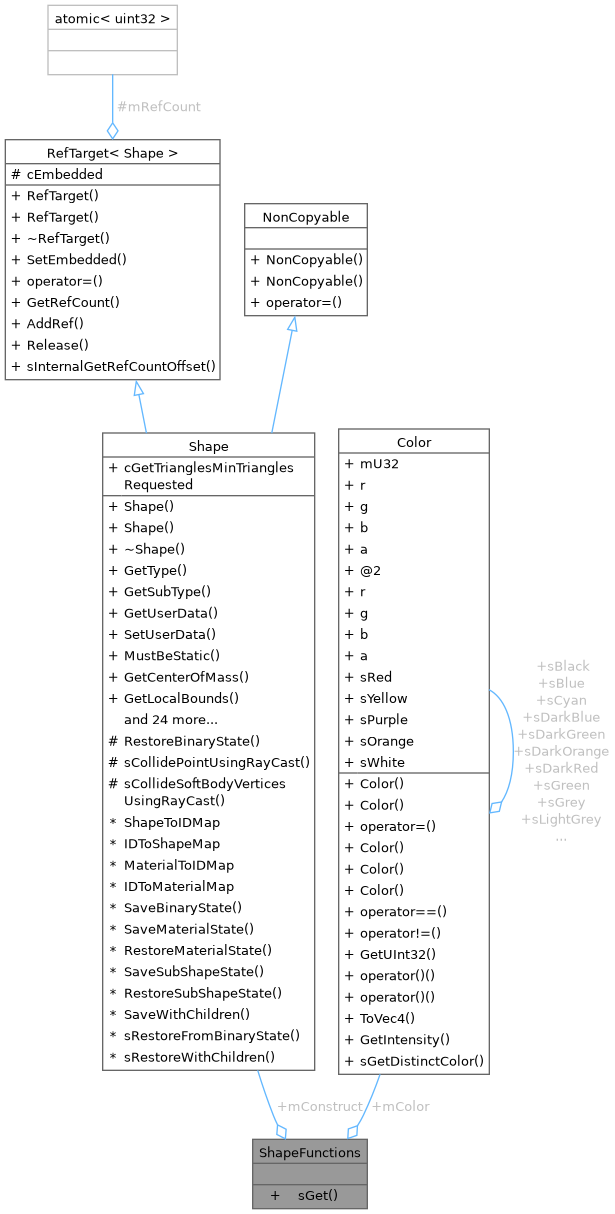 atomic< uint32 >
#mRefCount
RefTarget< Shape >
# cEmbedded
+ RefTarget()
+ RefTarget()
+ ~RefTarget()
+ SetEmbedded()
+ operator=()
+ GetRefCount()
+ AddRef()
+ Release()
+ sInternalGetRefCountOffset()
NonCopyable
+ NonCopyable()
+ NonCopyable()
+ operator=()
Shape
+ cGetTrianglesMinTriangles
Requested
+ Shape()
+ Shape()
+ ~Shape()
+ GetType()
+ GetSubType()
+ GetUserData()
+ SetUserData()
+ MustBeStatic()
+ GetCenterOfMass()
+ GetLocalBounds()
and 24 more...
# RestoreBinaryState()
# sCollidePointUsingRayCast()
# sCollideSoftBodyVertices
UsingRayCast()
* ShapeToIDMap
* IDToShapeMap
* MaterialToIDMap
* IDToMaterialMap
* SaveBinaryState()
* SaveMaterialState()
* RestoreMaterialState()
* SaveSubShapeState()
* RestoreSubShapeState()
* SaveWithChildren()
* sRestoreFromBinaryState()
* sRestoreWithChildren()
Color
+ mU32
+ r
+ g
+ b
+ a
+ @2
+ r
+ g
+ b
+ a
+ sRed
+ sYellow
+ sPurple
+ sOrange
+ sWhite
+ Color()
+ Color()
+ operator=()
+ Color()
+ Color()
+ Color()
+ operator==()
+ operator!=()
+ GetUInt32()
+ operator()()
+ operator()()
+ ToVec4()
+ GetIntensity()
+ sGetDistinctColor()
+sBlack
+sBlue
+sCyan
+sDarkBlue
+sDarkGreen
+sDarkOrange
+sDarkRed
+sGreen
+sGrey
+sLightGrey
...
+mConstruct
+mColor
ShapeFunctions
+ sGet()